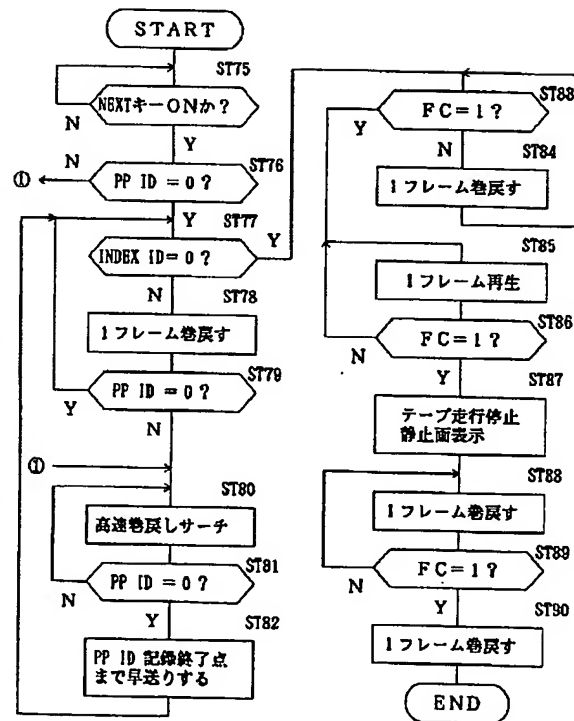 START
ST75
NEXTキーONか?
N
Y
N
ST76
①
PP ID =0?
Y
ST77
INDEX ID=0?
Y
N
ST78
1フレーム巻戻す
ST79
PP ID =0?
Y
N
①
ST80
高速巻戻しサーチ
ST81
PP ID =0?
N
Y
ST82
PP ID 記録終了点
まで早送りする
ST83
FC=1?
Y
N
ST84
1フレーム巻戻す
ST85
1フレーム再生
ST86
FC=1?
N
Y
ST87
テープ走行停止
静止画表示
ST88
1フレーム巻戻す
ST89
FC=1?
N
Y
ST90
1フレーム巻戻す
END